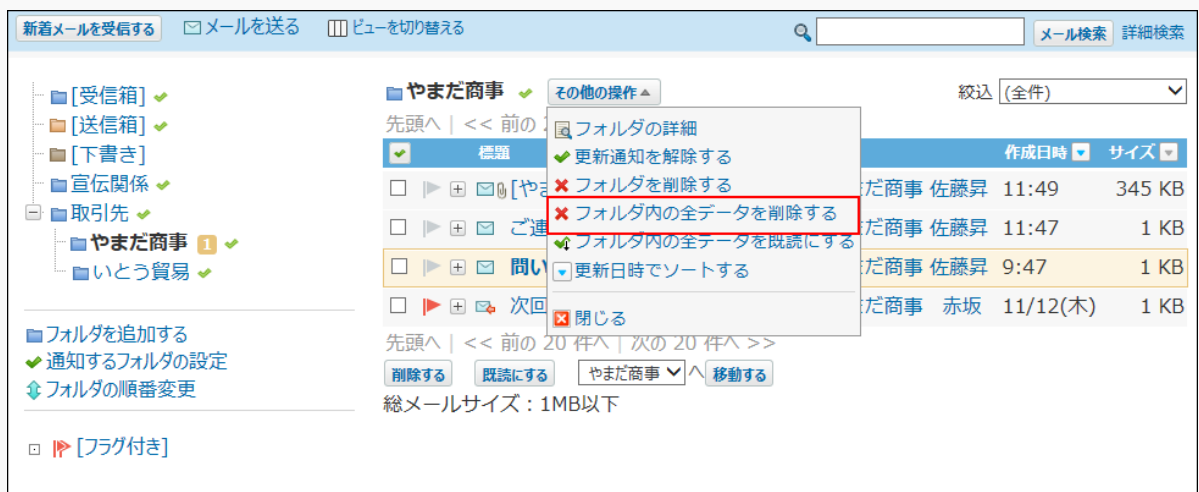 新着メールを受信する メールを送る ビューを切り替える メール検索 詳細検索
[受信箱]
[送信箱]
[下書き]
宣伝関係
取引先
やまだ商事 1
いとう貿易
フォルダを追加する
通知するフォルダの設定
フォルダの順番変更
[フラグ付き]
やまだ商事 その他の操作▲ 絞込 (全件)
先頭へ | << 前の
標題 作成日時 サイズ
[や だ商事 佐藤昇 11:49 345 KB
ご連 だ商事 佐藤昇 11:47 1 KB
問い だ商事 佐藤昇 9:47 1 KB
次回 だ商事 赤坂 11/12(木) 1 KB
フォルダの詳細
更新通知を解除する
フォルダを削除する
フォルダ内の全データを削除する
フォルダ内の全データを既読にする
更新日時でソートする
閉じる
先頭へ | << 前の 20 件へ | 次の 20 件へ >>
削除する 既読にする やまだ商事 へ 移動する
総メールサイズ：1MB以下